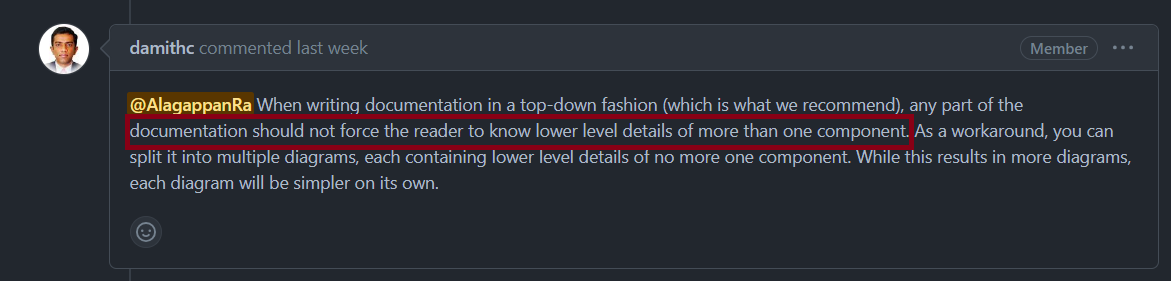 damithc commented last week
Member
@AlagappanRa When writing documentation in a top-down fashion (which is what we recommend), any part of the
documentation should not force the reader to know lower level details of more than one component. As a workaround, you can
split it into multiple diagrams, each containing lower level details of no more one component. While this results in more diagrams,
each diagram will be simpler on its own.